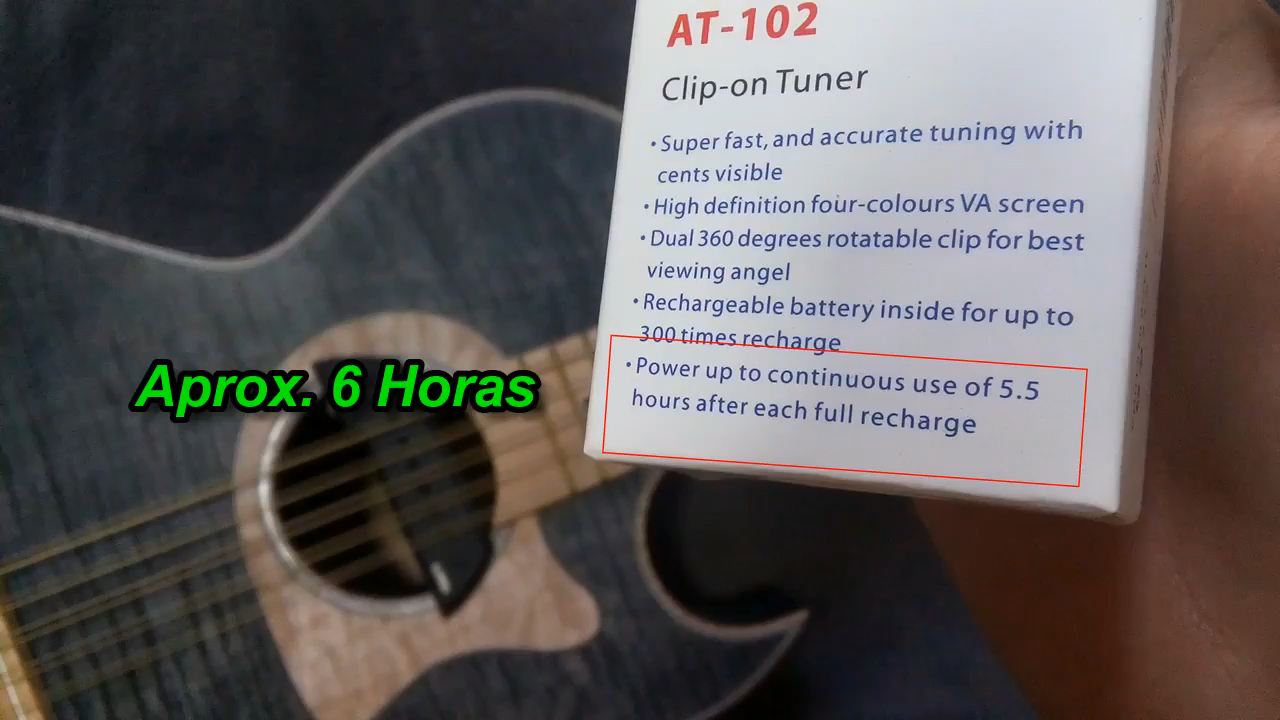 AT-102
Clip-on Tuner
•Super fast, and accurate tuning with
cents visible
•High definition four-colours VA screen
•Dual 360 degrees rotatable clip for best
viewing angel
•Rechargeable battery inside for up to
300 times recharge
•Power up to continuous use of 5.5
hours after each full recharge
Aprox. 6 Horas